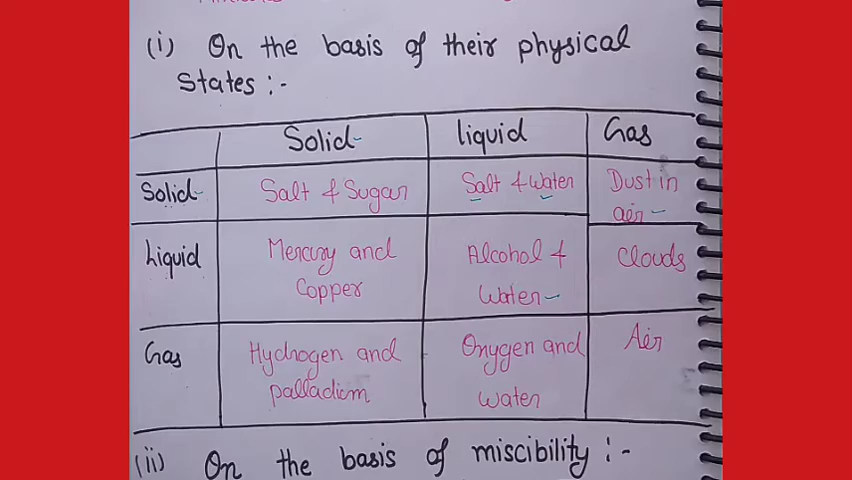 (i) On the basis of their physical
States :-
Solid liquid Gas
Solid Salt & Sugar Salt & Water Dust in
air
Liquid Mercury and Alcohol &
Copper Water
Clouds
Gas Hydrogen and Oxygen and Air
palladium Water
(ii) On the basis of miscibility :-